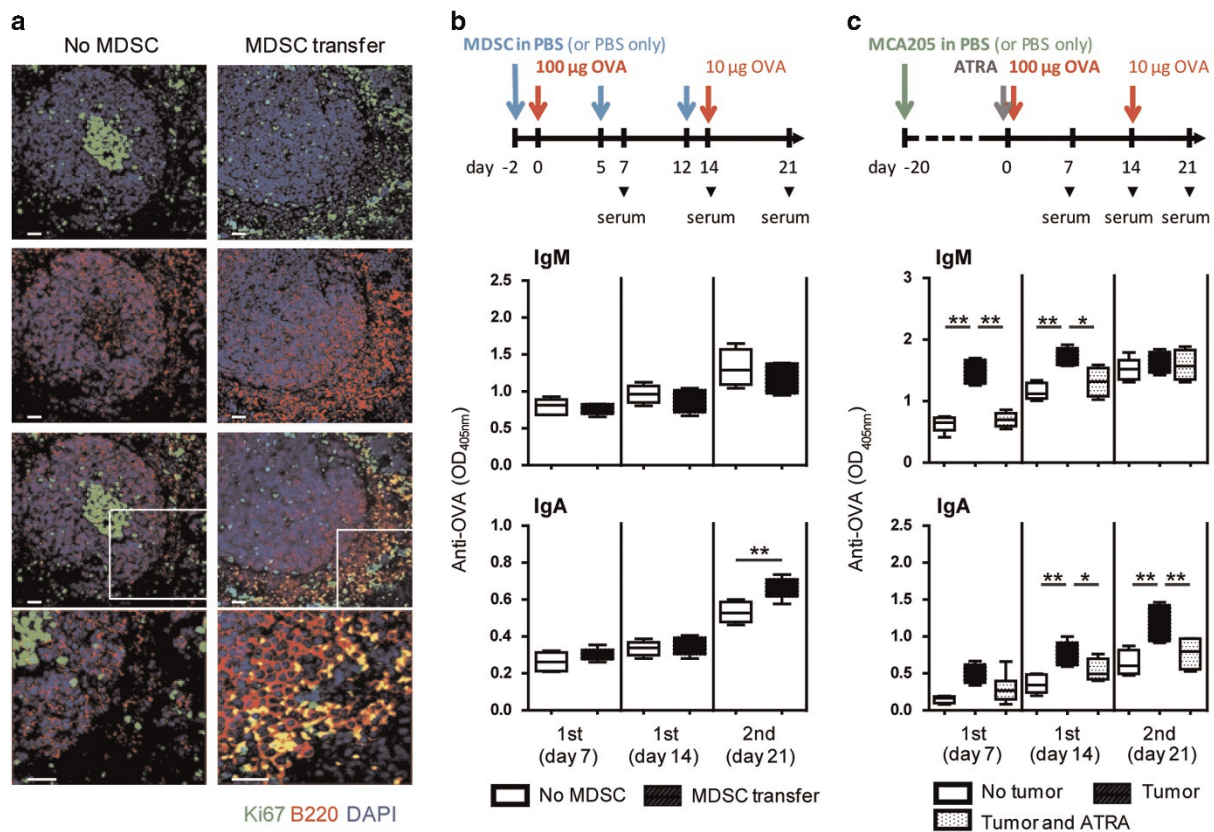 a
No MDSC MDSC transfer
Ki67 B220 DAPI
b
MDSC in PBS (or PBS only)
100 µg OVA 10 µg OVA
day -2 0 5 7 12 14 21
serum serum serum
IgM
2.5
2.0
1.5
1.0
0.5
0.0
Anti-OVA (OD405nm)
IgA
1.0
0.8
0.6
0.4
0.2
0.0
**
1st (day 7) 1st (day 14) 2nd (day 21)
No MDSC MDSC transfer
c
MCA205 in PBS (or PBS only)
ATRA 100 µg OVA 10 µg OVA
day -20 0 7 14 21
serum serum serum
IgM
3
2
1
0
** ** ** *
Anti-OVA (OD405nm)
IgA
2.5
2.0
1.5
1.0
0.5
0.0
** * ** **
1st (day 7) 1st (day 14) 2nd (day 21)
No tumor Tumor
Tumor and ATRA